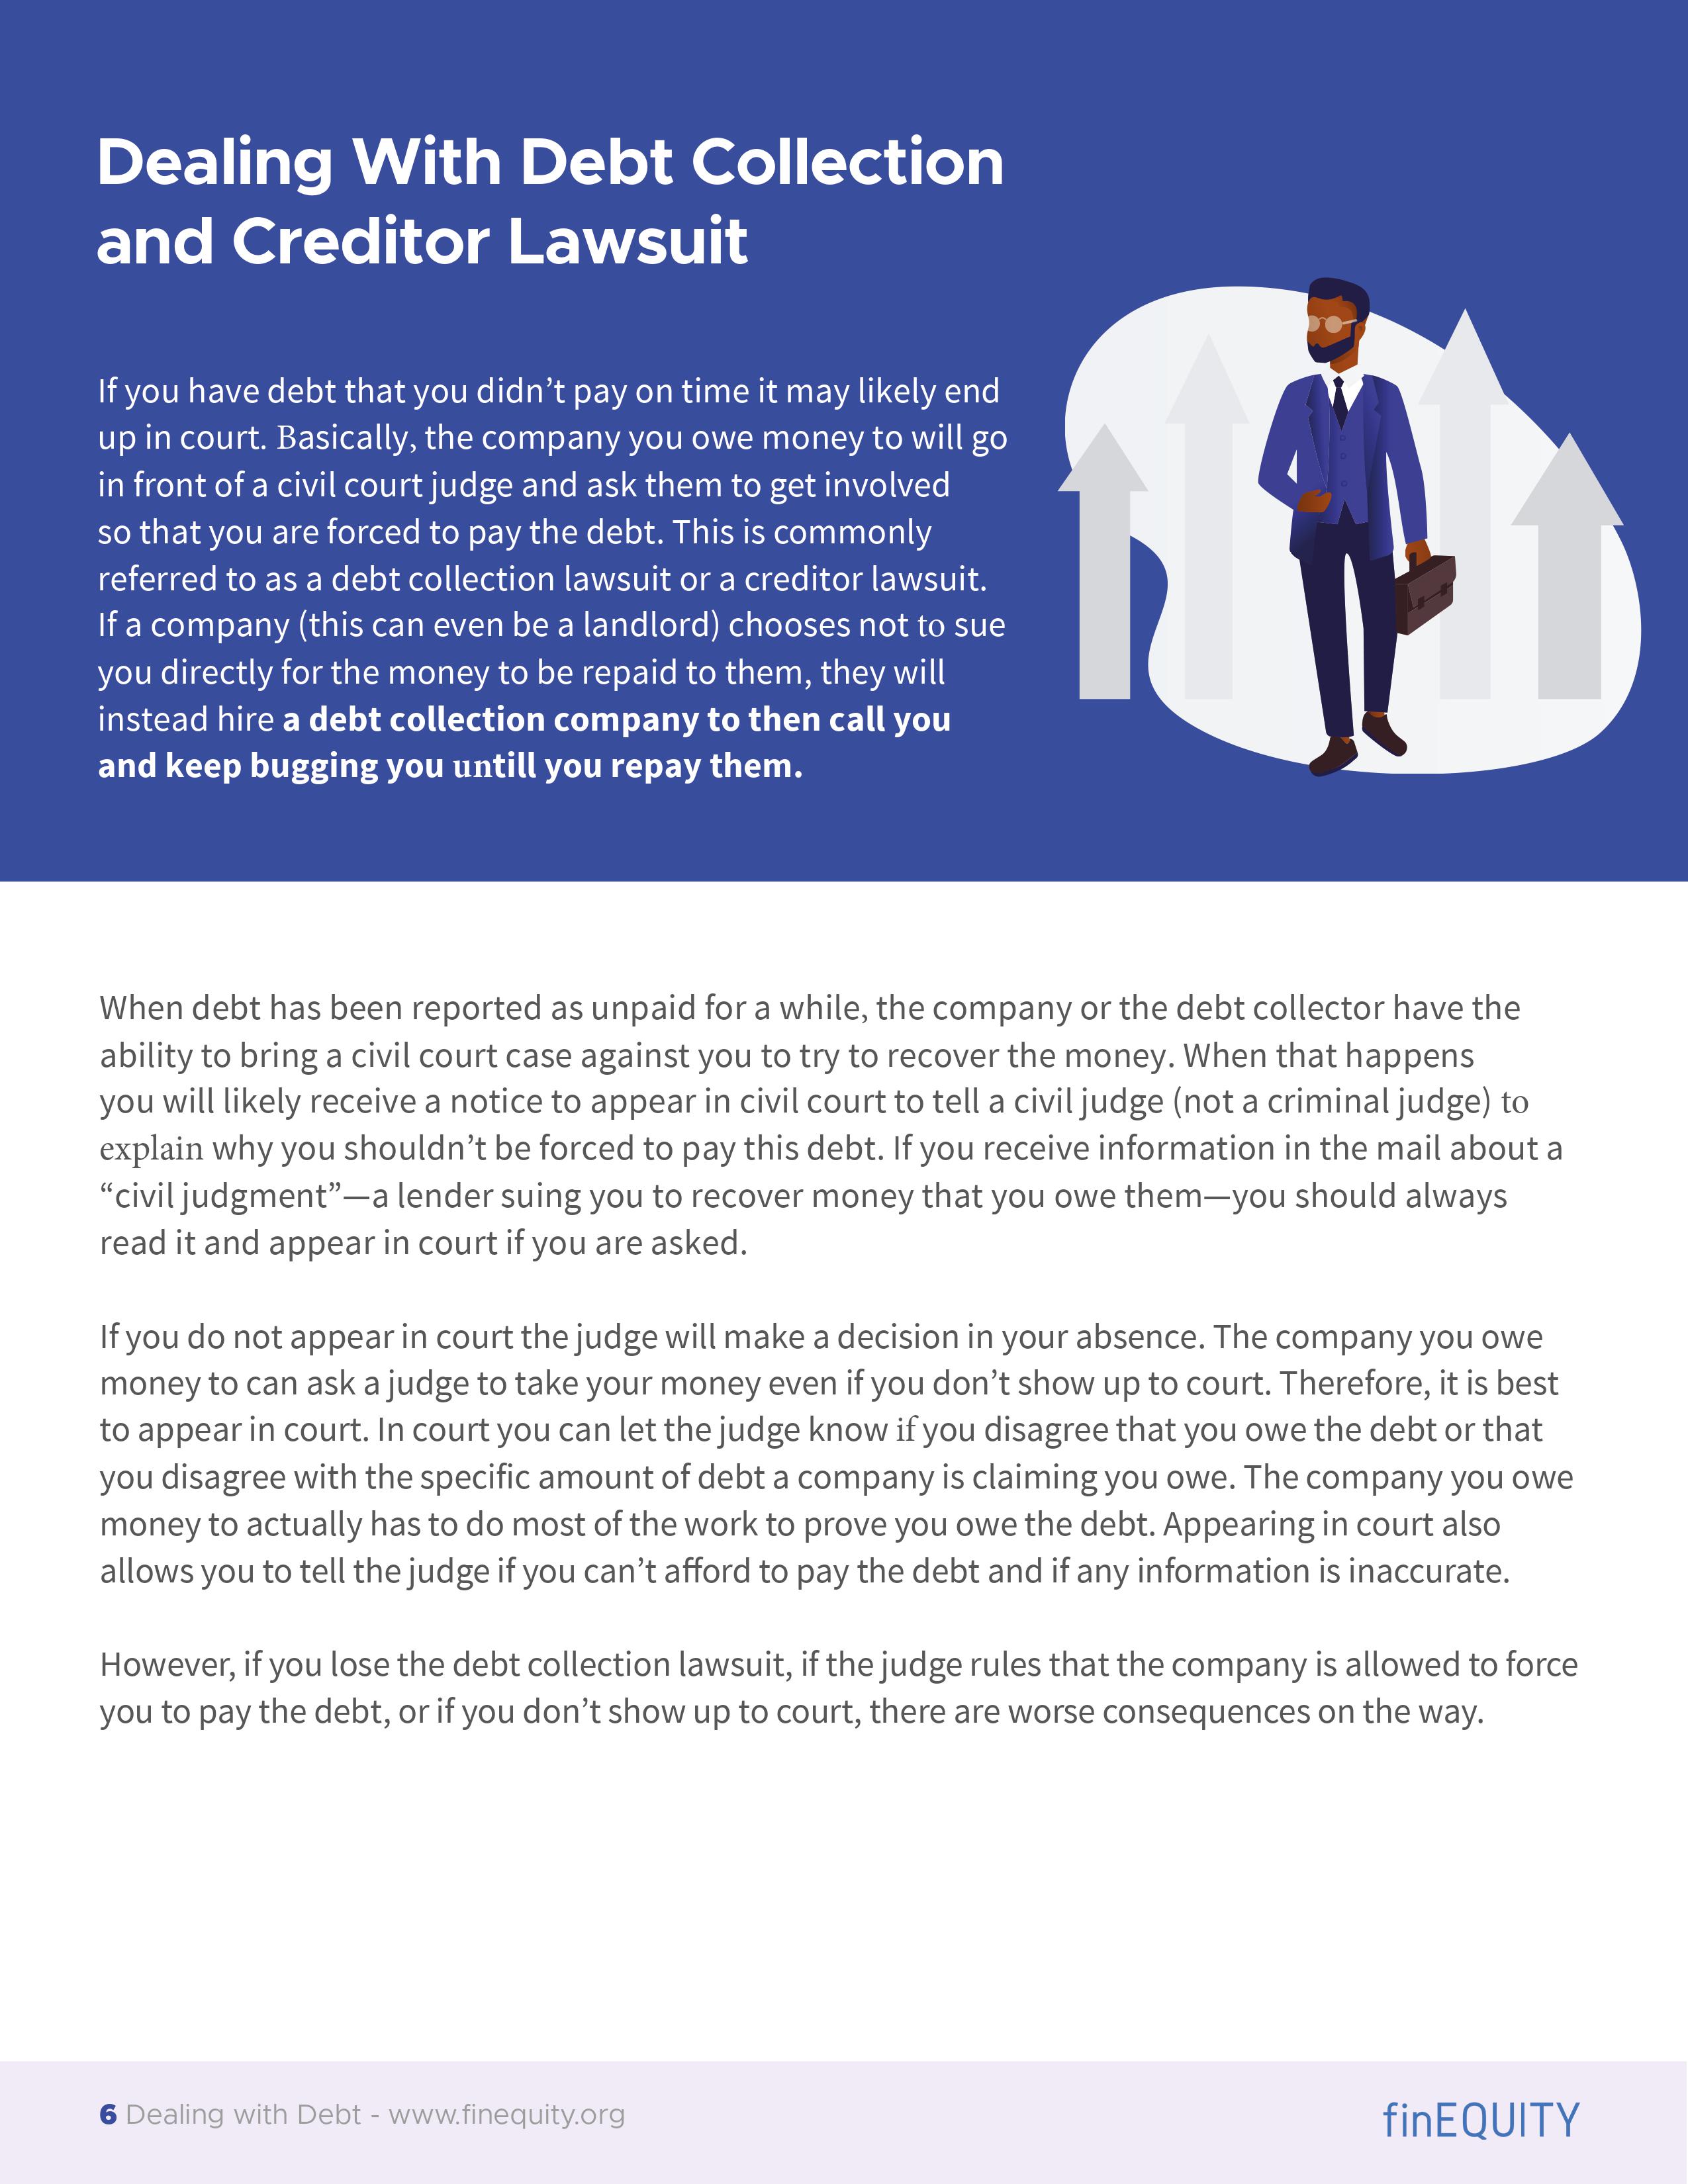 Dealing With Debt Collection
and Creditor Lawsuit
If you have debt that you didn’t pay on time it may likely end
up in court. Basically, the company you owe money to will go
in front of a civil court judge and ask them to get involved
so that you are forced to pay the debt. This is commonly
referred to as a debt collection lawsuit or a creditor lawsuit.
If a company (this can even be a landlord) chooses not to sue
you directly for the money to be repaid to them, they will
instead hire a debt collection company to then call you
and keep bugging you untill you repay them.
When debt has been reported as unpaid for a while, the company or the debt collector have the
ability to bring a civil court case against you to try to recover the money. When that happens
you will likely receive a notice to appear in civil court to tell a civil judge (not a criminal judge) to
explain why you shouldn’t be forced to pay this debt. If you receive information in the mail about a
“civil judgment”—a lender suing you to recover money that you owe them—you should always
read it and appear in court if you are asked.
If you do not appear in court the judge will make a decision in your absence. The company you owe
money to can ask a judge to take your money even if you don’t show up to court. Therefore, it is best
to appear in court. In court you can let the judge know if you disagree that you owe the debt or that
you disagree with the specific amount of debt a company is claiming you owe. The company you owe
money to actually has to do most of the work to prove you owe the debt. Appearing in court also
allows you to tell the judge if you can’t afford to pay the debt and if any information is inaccurate.
However, if you lose the debt collection lawsuit, if the judge rules that the company is allowed to force
you to pay the debt, or if you don’t show up to court, there are worse consequences on the way.
6 Dealing with Debt - www.finequity.org
finEQUITY